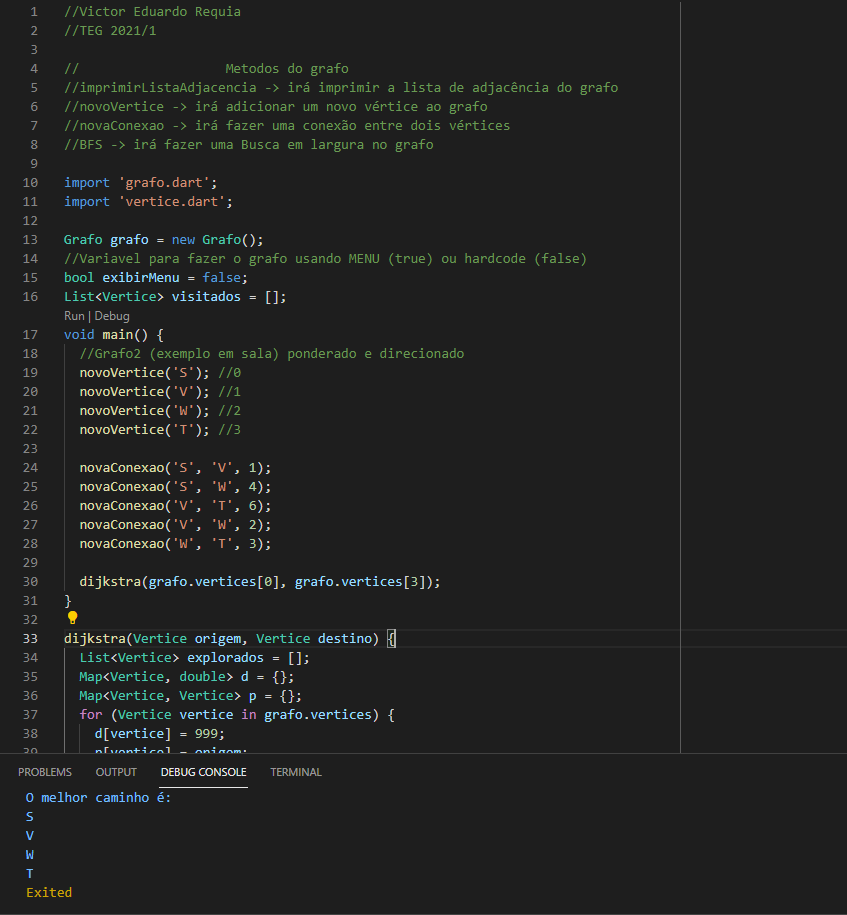 1 //Victor Eduardo Requia
2 //TEG 2021/1
3
4 // Metodos do grafo
5 //imprimirListaAdjacencia -> irá imprimir a lista de adjacência do grafo
6 //novoVertice -> irá adicionar um novo vértice ao grafo
7 //novaConexao -> irá fazer uma conexão entre dois vértices
8 //BFS -> irá fazer uma Busca em largura no grafo
9
10 import 'grafo.dart';
11 import 'vertice.dart';
12
13 Grafo grafo = new Grafo();
14 //Variavel para fazer o grafo usando MENU (true) ou hardcode (false)
15 bool exibirMenu = false;
16 List<Vertice> visitados = [];
Run | Debug
17 void main() {
18 //Grafo2 (exemplo em sala) ponderado e direcionado
19 novoVertice('S'); //0
20 novoVertice('V'); //1
21 novoVertice('W'); //2
22 novoVertice('T'); //3
23
24 novaConexao('S', 'V', 1);
25 novaConexao('S', 'W', 4);
26 novaConexao('V', 'T', 6);
27 novaConexao('V', 'W', 2);
28 novaConexao('W', 'T', 3);
29
30 dijkstra(grafo.vertices[0], grafo.vertices[3]);
31 }
32
33 dijkstra(Vertice origem, Vertice destino) {
34 List<Vertice> explorados = [];
35 Map<Vertice, double> d = {};
36 Map<Vertice, Vertice> p = {};
37 for (Vertice vertice in grafo.vertices) {
38 d[vertice] = 999;
39 p[vertice] = origem;
PROBLEMS OUTPUT DEBUG CONSOLE TERMINAL
O melhor caminho é:
S
V
W
T
Exited